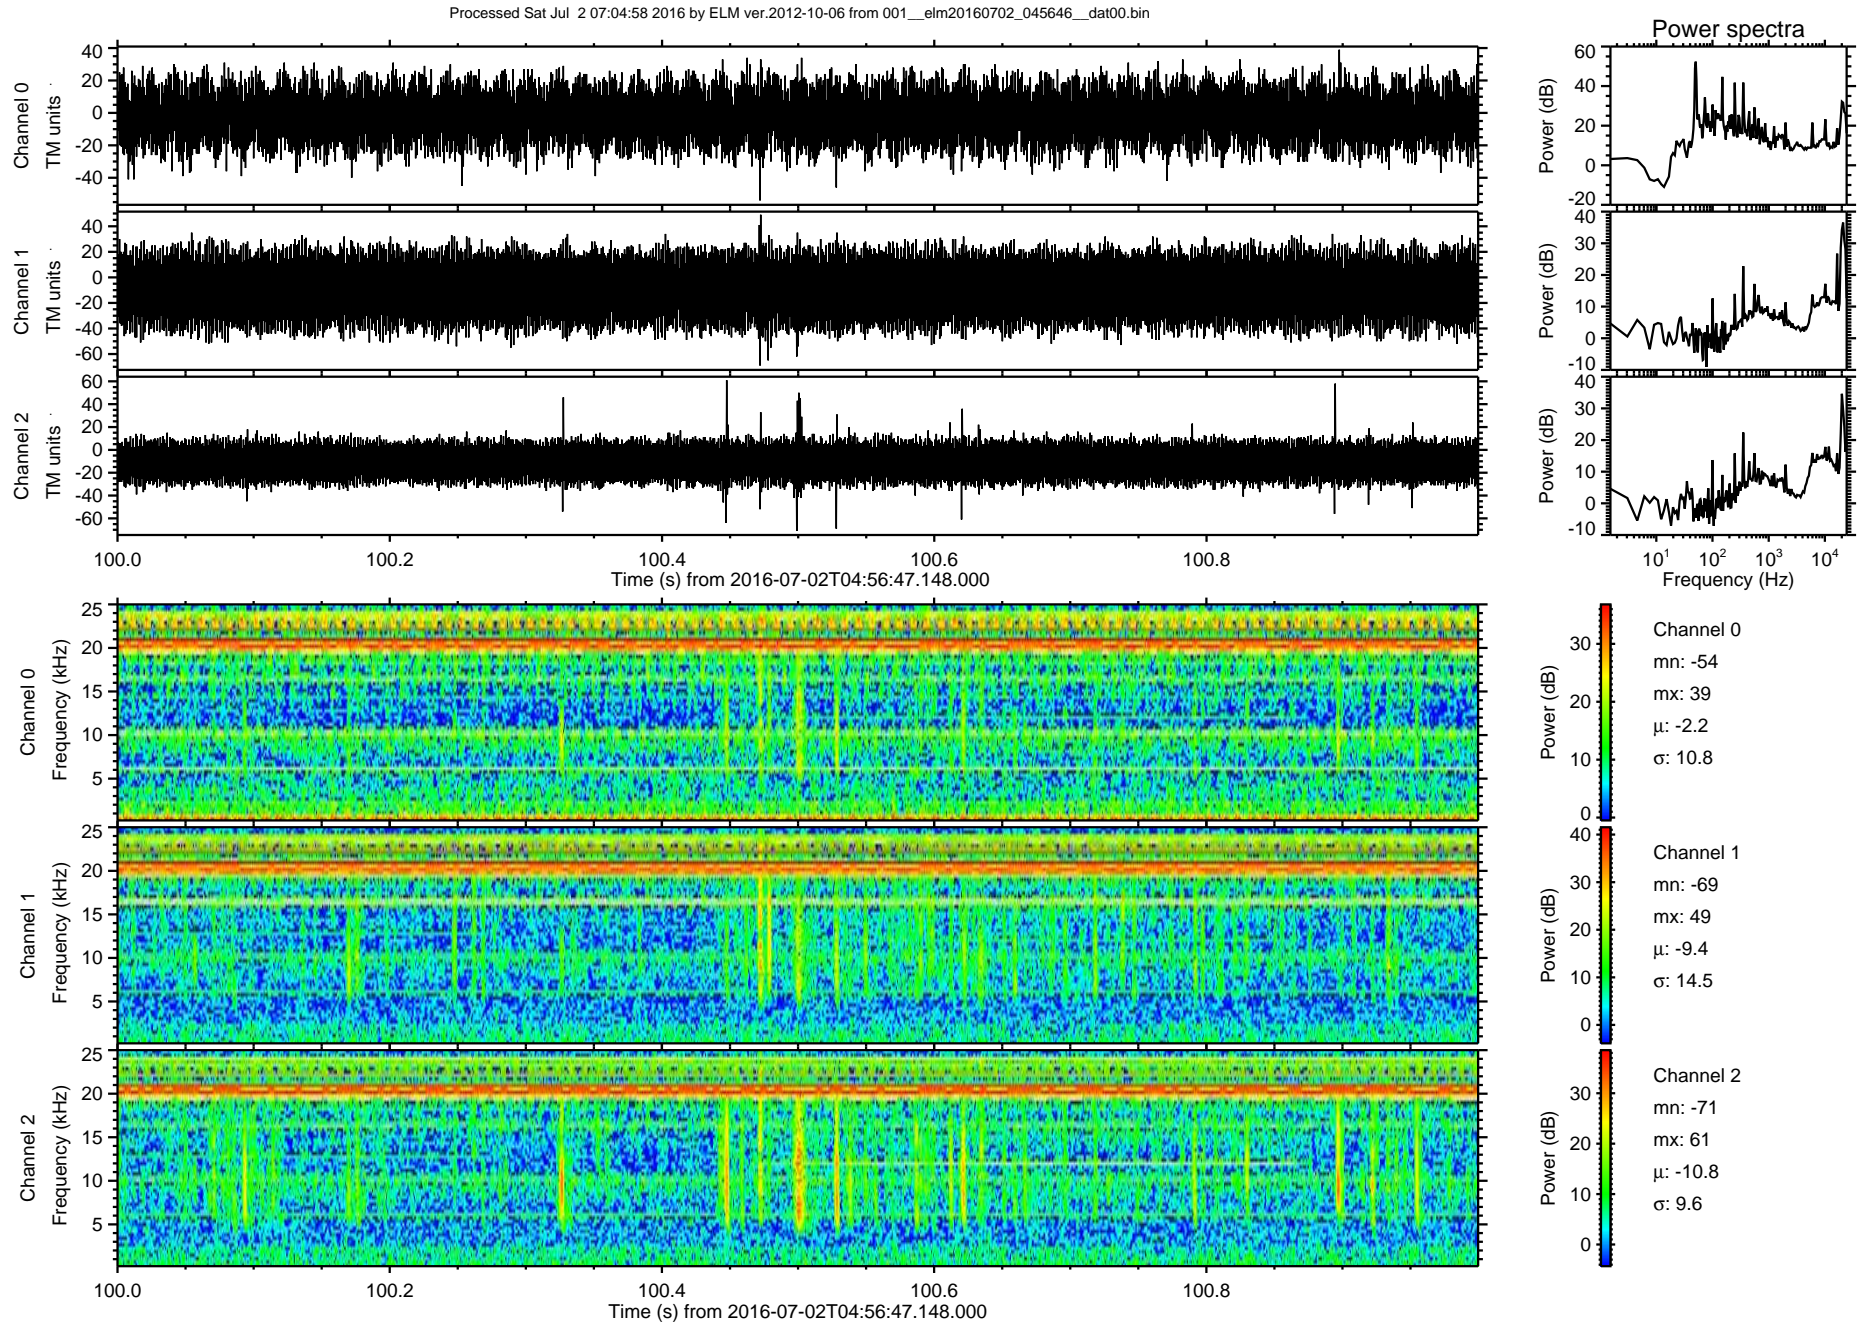 Processed Sat Jul  2 07:04:58 2016 by ELM ver.2012-10-06 from 001__elm20160702_045646__dat00.bin
Power spectra
Channel 0
TM units
40
20
0
-20
-40
Power (dB)
60
40
20
0
-20
Channel 1
TM units
40
20
0
-20
-40
-60
Power (dB)
40
30
20
10
0
-10
Channel 2
TM units
60
40
20
0
-20
-40
-60
Power (dB)
40
30
20
10
0
-10
100.0 100.2 100.4 100.6 100.8
Time (s) from 2016-07-02T04:56:47.148.000
10¹ 10² 10³ 10⁴
Frequency (Hz)
Channel 0
Frequency (kHz)
25
20
15
10
5
Power (dB)
30
20
10
0
Channel 0
mn: -54
mx: 39
μ: -2.2
σ: 10.8
Channel 1
Frequency (kHz)
25
20
15
10
5
Power (dB)
40
30
20
10
0
Channel 1
mn: -69
mx: 49
μ: -9.4
σ: 14.5
Channel 2
Frequency (kHz)
25
20
15
10
5
Power (dB)
30
20
10
0
Channel 2
mn: -71
mx: 61
μ: -10.8
σ: 9.6
100.0 100.2 100.4 100.6 100.8
Time (s) from 2016-07-02T04:56:47.148.000